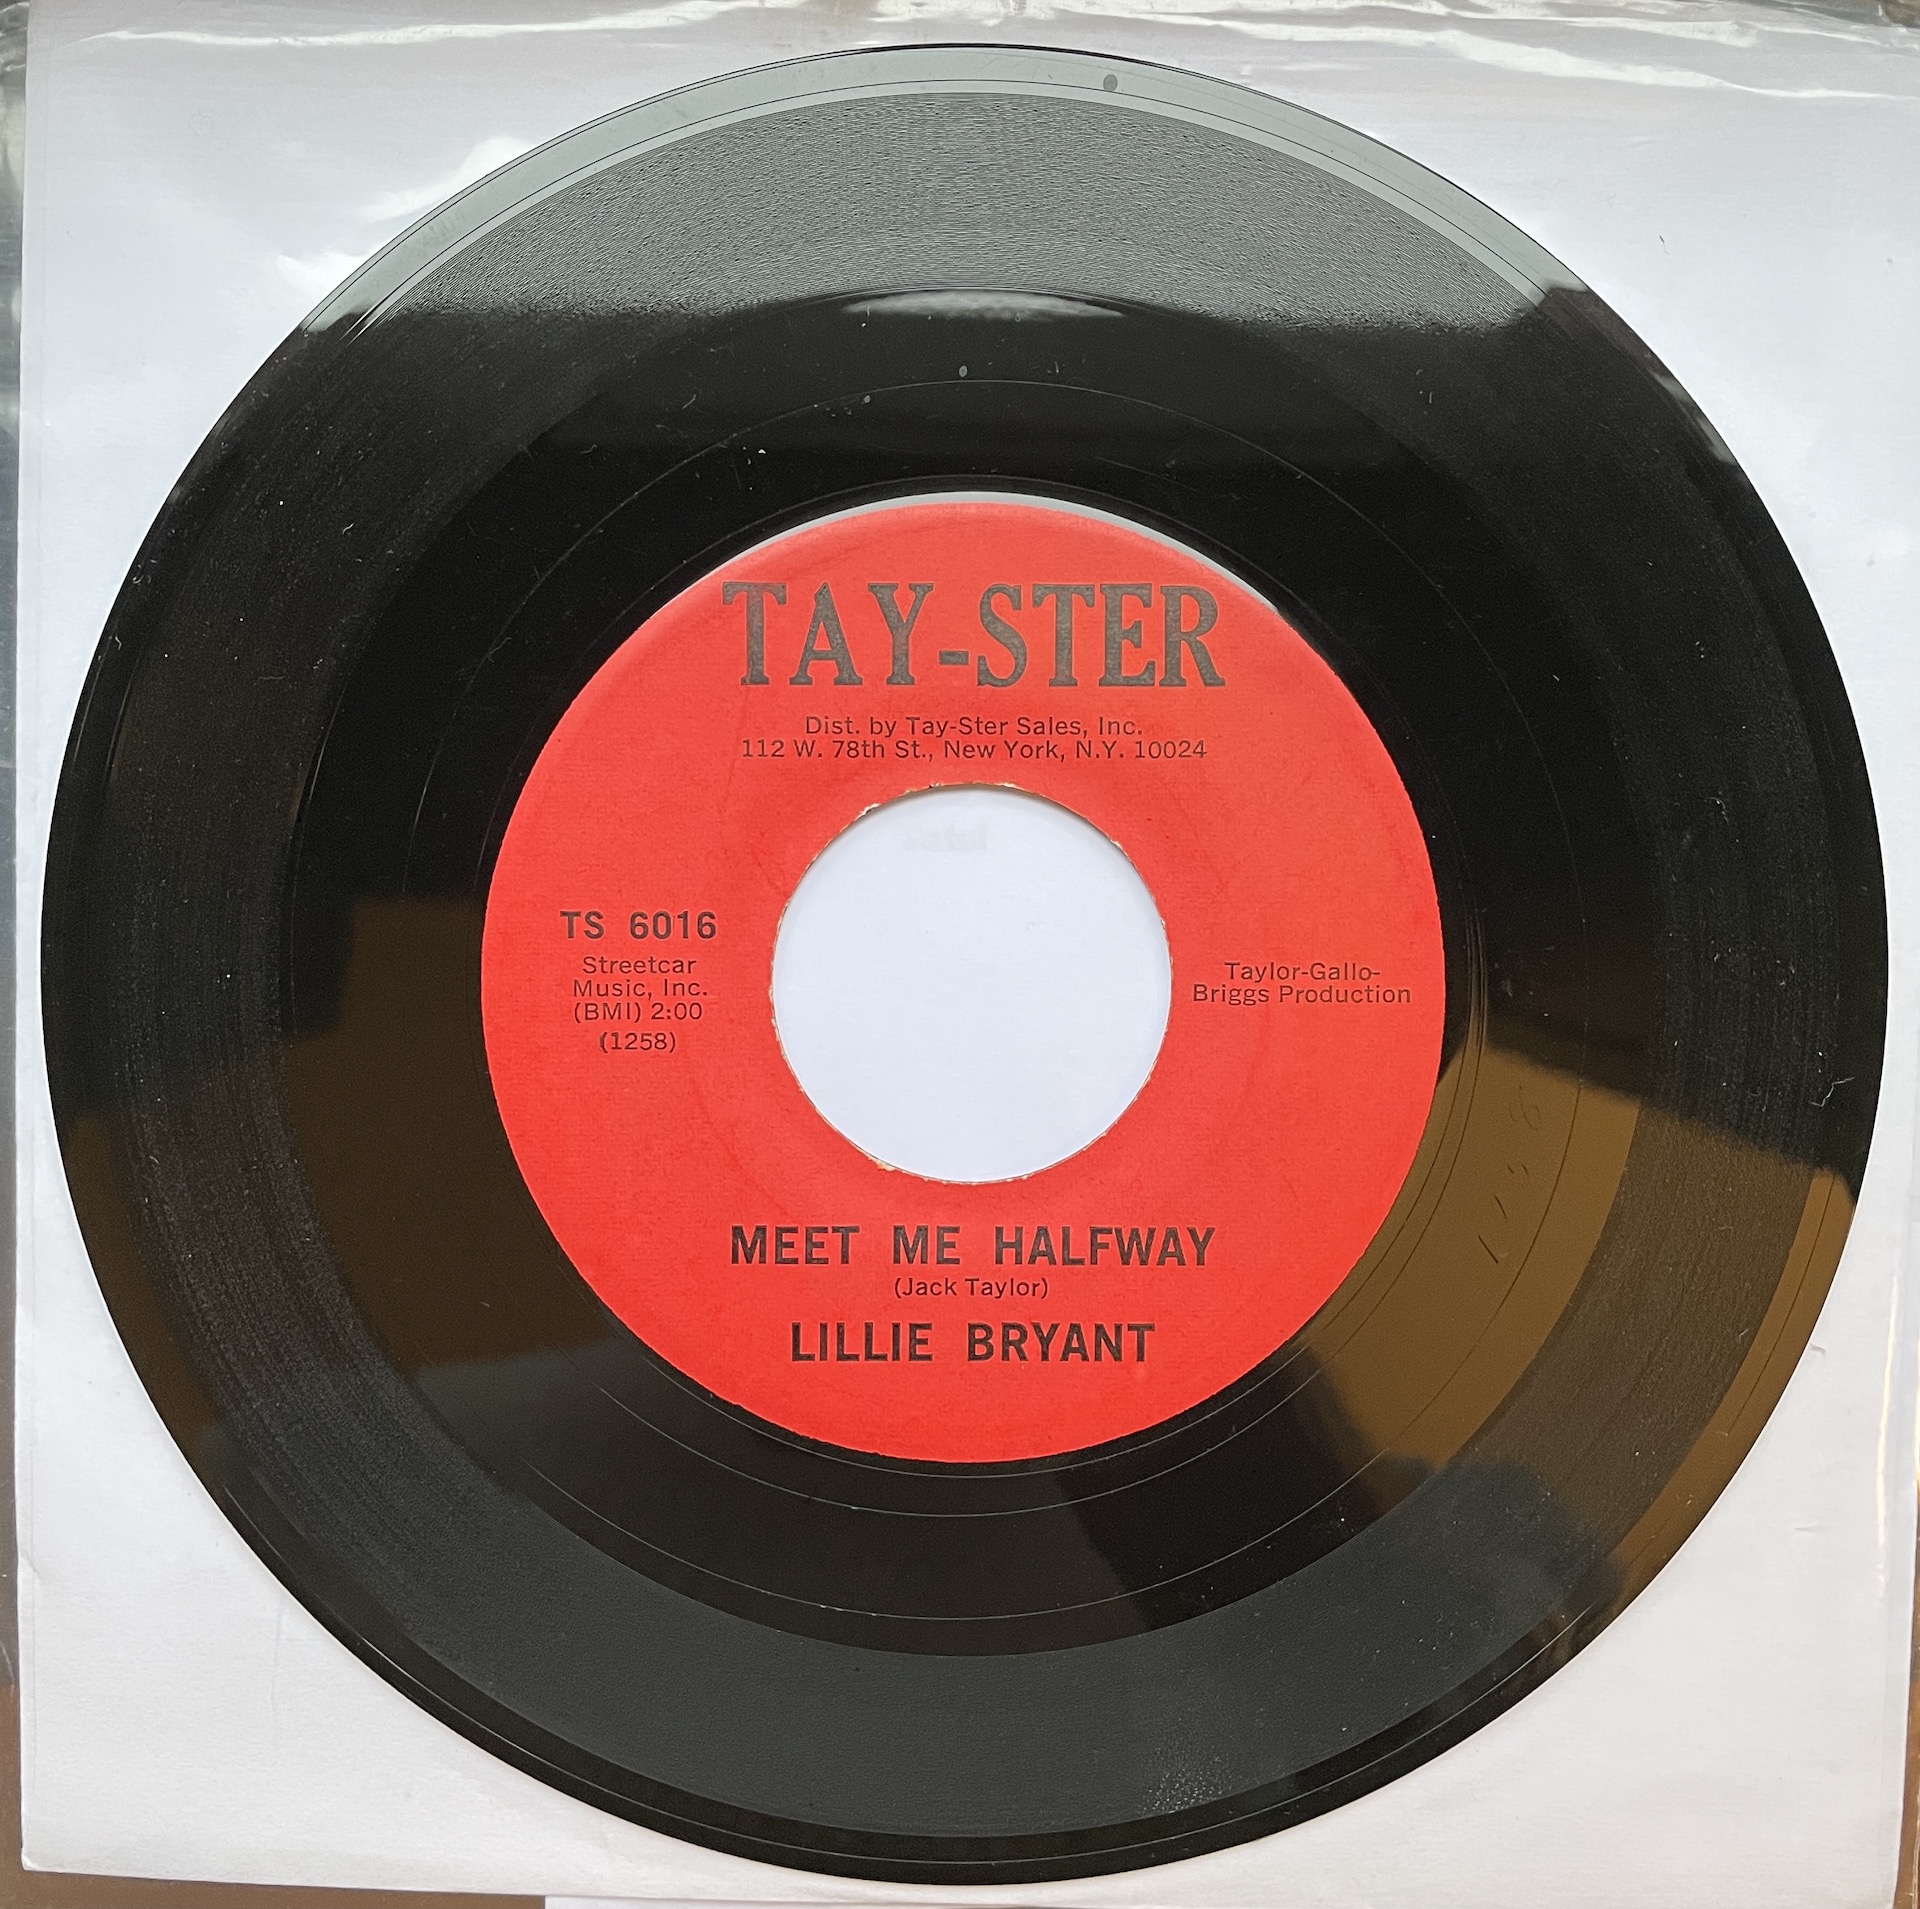 TAY-STER
Dist. by Tay-Ster Sales, Inc.
112 W. 78th St., New York, N.Y. 10024
TS 6016
Streetcar
Music, Inc.
(BMI) 2:00
(1258)
Taylor-Gallo-
Briggs Production
MEET ME HALFWAY
(Jack Taylor)
LILLIE BRYANT